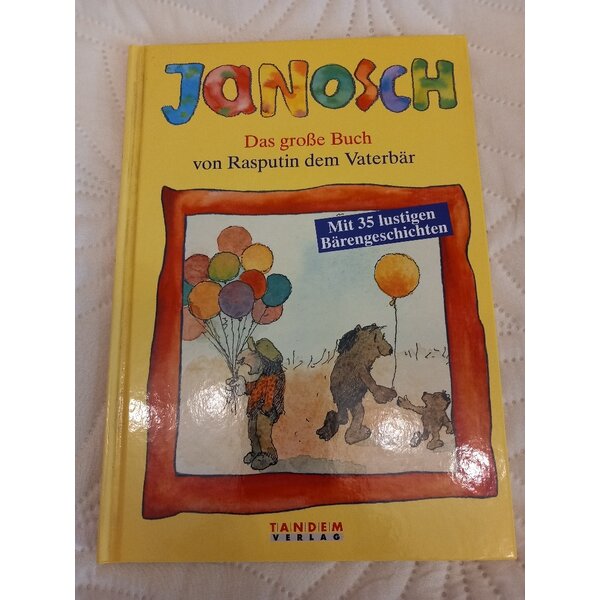 JANOSCH
Das große Buch
von Rasputin dem Vaterbär
Mit 35 lustigen
Bärengeschichten
TANDEM
VERLAG